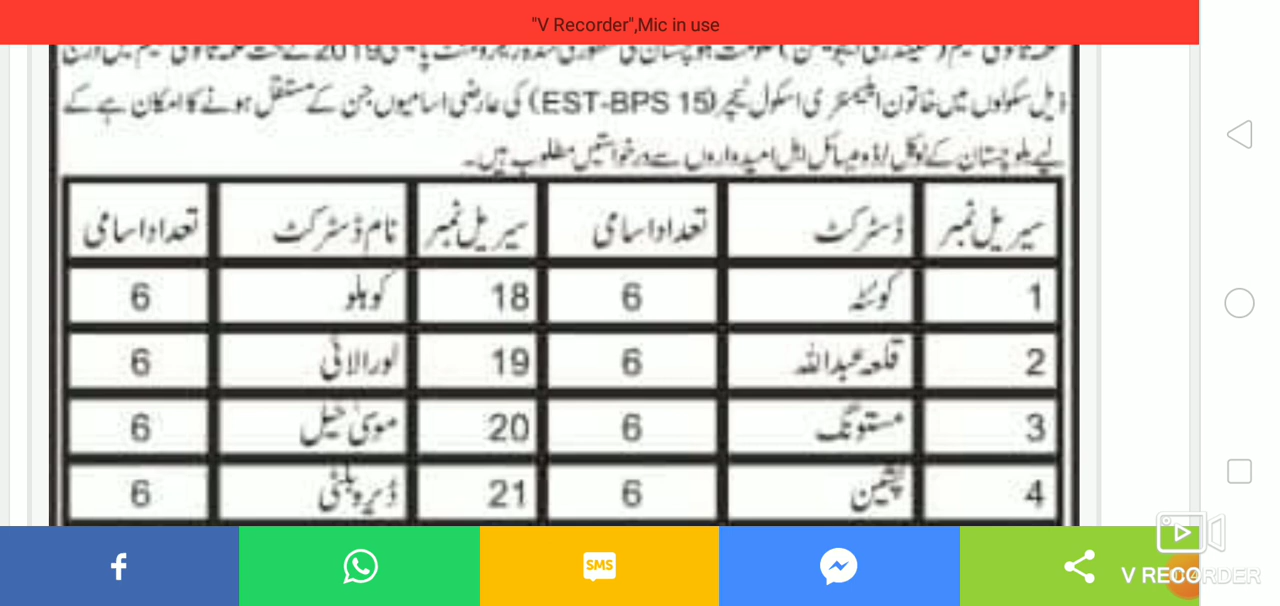 "V Recorder",Mic in use
ذیل سکولوں میں خاتون ایلیمنٹری اسکول ٹیچر (EST-BPS 15) کی عارضی اسامیوں جن کے مستقل ہونے کا امکان ہے کے
لیے بلوچستان کے لوکل/ڈومیسائل اہل امیدواروں سے درخواستیں مطلوب ہیں۔
سیریل نمبر ڈسٹرکٹ تعداد اسامی سیریل نمبر نام ڈسٹرکٹ تعداد اسامی
1 کوئٹہ 6 18 کوہلو 6
2 قلعہ عبداللہ 6 19 لورالائی 6
3 مستونگ 6 20 موسیٰ خیل 6
4 پشین 6 21 ڈیرہ بگٹی 6
SMS
V RECORDER